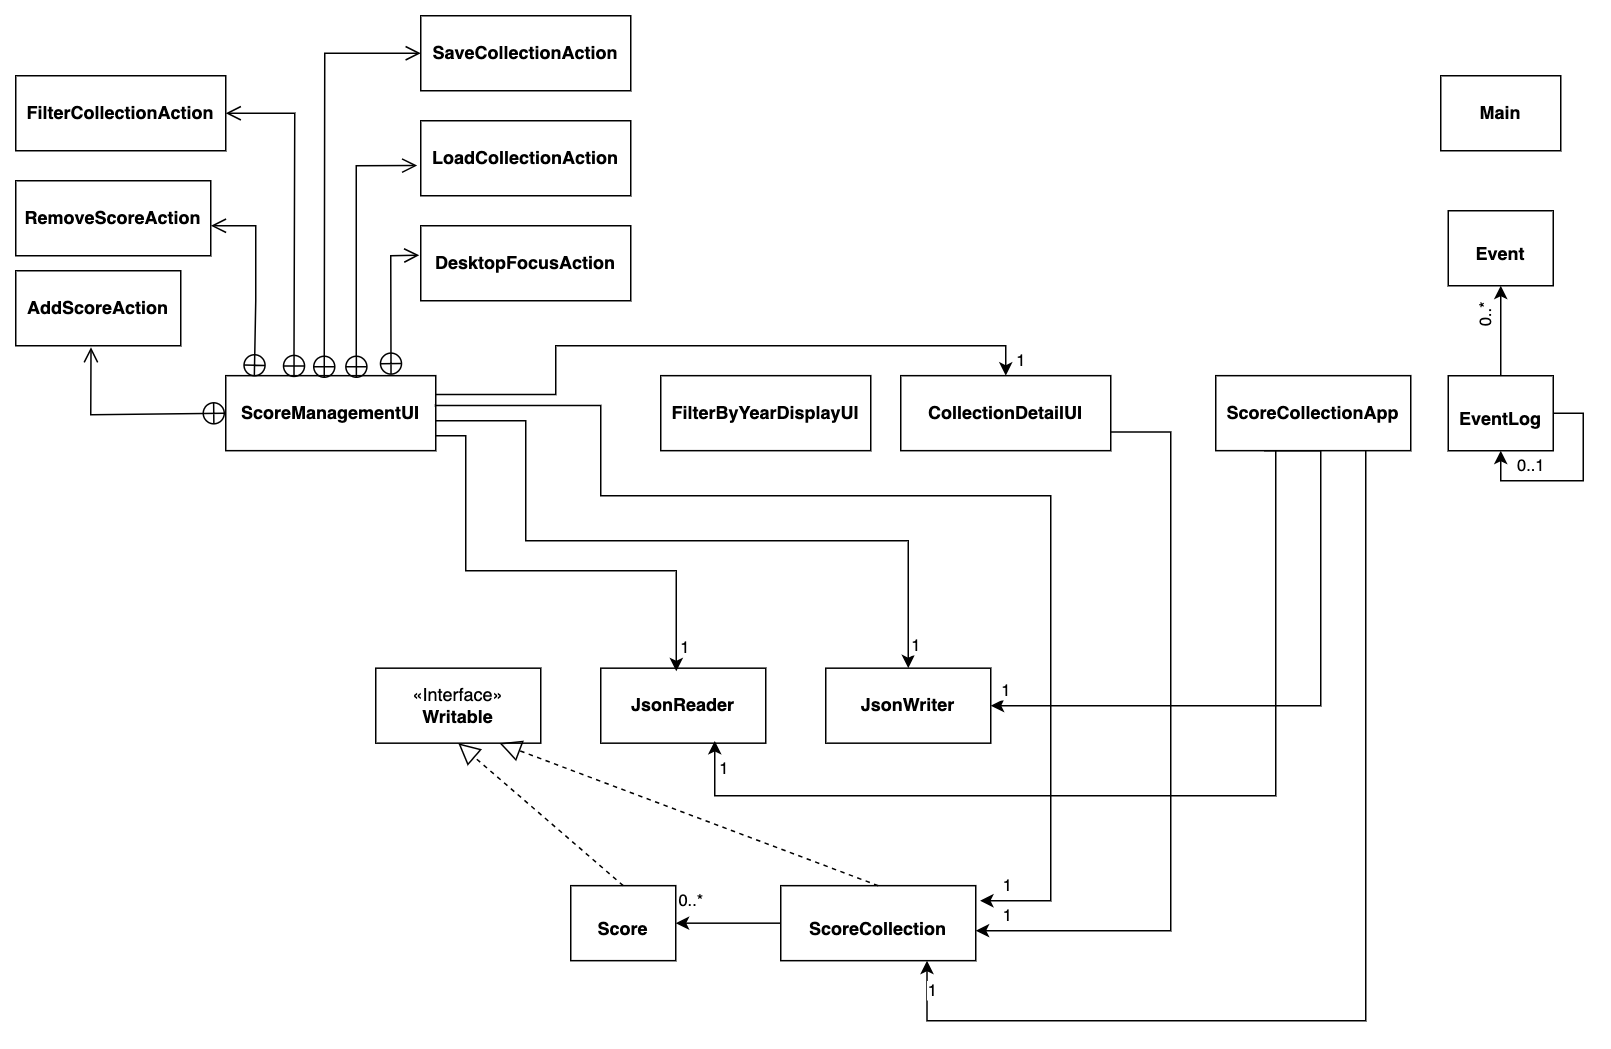 SaveCollectionAction
FilterCollectionAction
Main
LoadCollectionAction
RemoveScoreAction
Event
DesktopFocusAction
AddScoreAction
0..*
1
ScoreManagementUI
FilterByYearDisplayUI
CollectionDetailUI
ScoreCollectionApp
EventLog
0..1
1
1
«Interface»
Writable
JsonReader
JsonWriter
1
1
1
0..*
1
Score
ScoreCollection
1